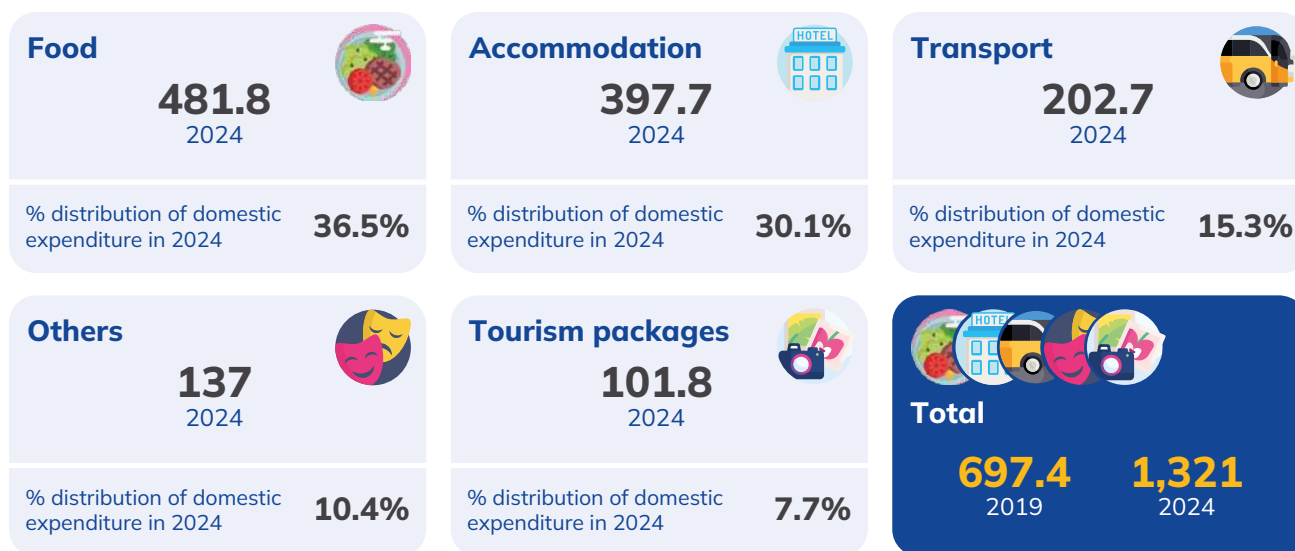 Food
481.8
2024
% distribution of domestic
expenditure in 2024
36.5%
Accommodation
HOTEL
397.7
2024
% distribution of domestic
expenditure in 2024
30.1%
Transport
202.7
2024
% distribution of domestic
expenditure in 2024
15.3%
Others
137
2024
% distribution of domestic
expenditure in 2024
10.4%
Tourism packages
101.8
2024
% distribution of domestic
expenditure in 2024
7.7%
HOTE
Total
697.4
2019
1,321
2024